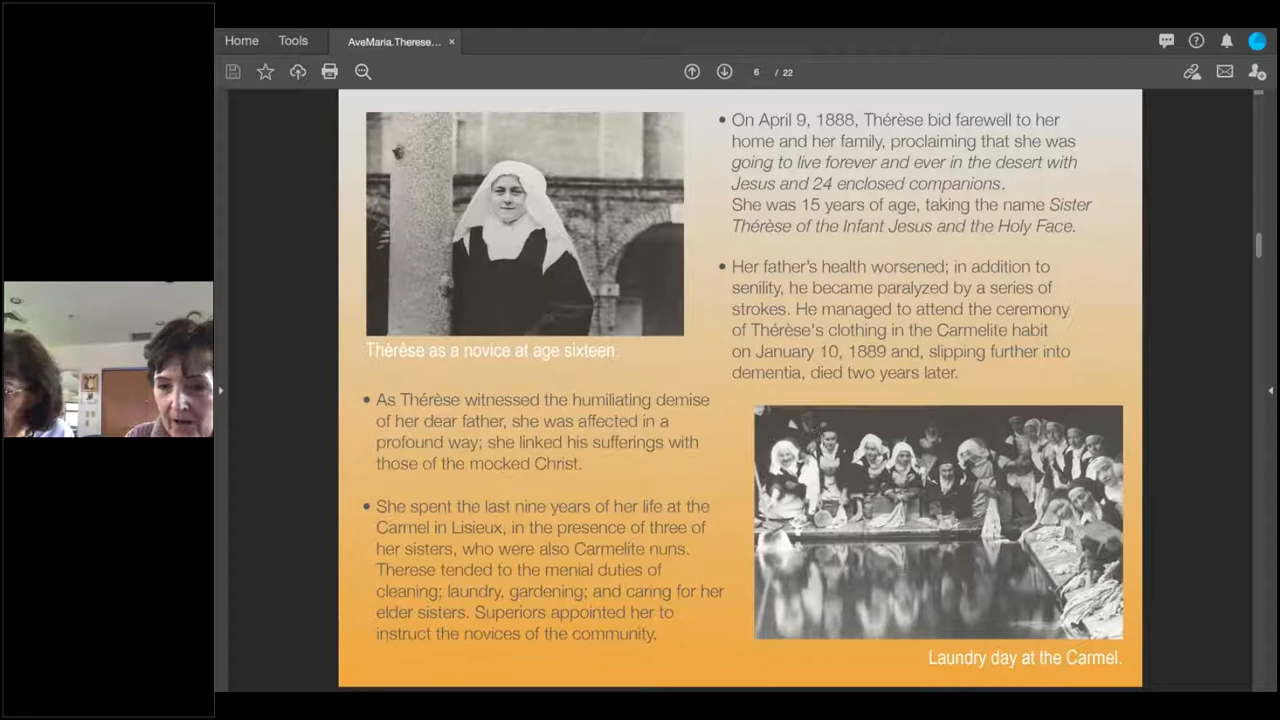 Home Tools AveMaria.Therese... ×
6 / 22
Thérèse as a novice at age sixteen.
• As Thérèse witnessed the humiliating demise
of her dear father, she was affected in a
profound way; she linked his sufferings with
those of the mocked Christ.
• She spent the last nine years of her life at the
Carmel in Lisieux, in the presence of three of
her sisters, who were also Carmelite nuns.
Therese tended to the menial duties of
cleaning; laundry, gardening; and caring for her
elder sisters. Superiors appointed her to
instruct the novices of the community.
• On April 9, 1888, Thérèse bid farewell to her
home and her family, proclaiming that she was
going to live forever and ever in the desert with
Jesus and 24 enclosed companions.
She was 15 years of age, taking the name Sister
Thérèse of the Infant Jesus and the Holy Face.
• Her father's health worsened; in addition to
senility, he became paralyzed by a series of
strokes. He managed to attend the ceremony
of Thérèse's clothing in the Carmelite habit
on January 10, 1889 and, slipping further into
dementia, died two years later.
Laundry day at the Carmel.